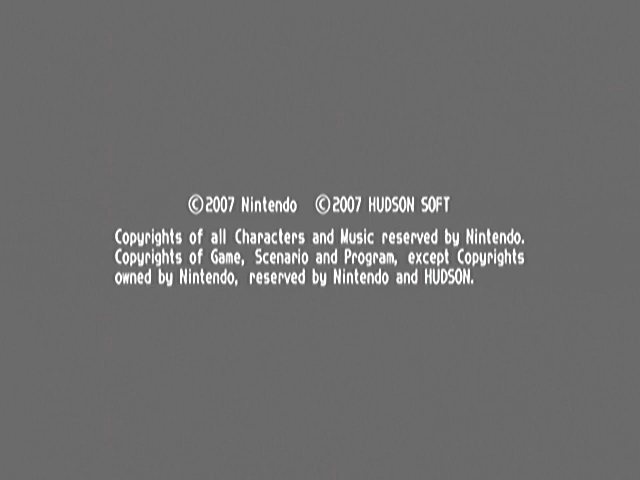 ©2007 Nintendo ©2007 HUDSON SOFT
Copyrights of all Characters and Music reserved by Nintendo.
Copyrights of Game, Scenario and Program, except Copyrights
owned by Nintendo, reserved by Nintendo and HUDSON.